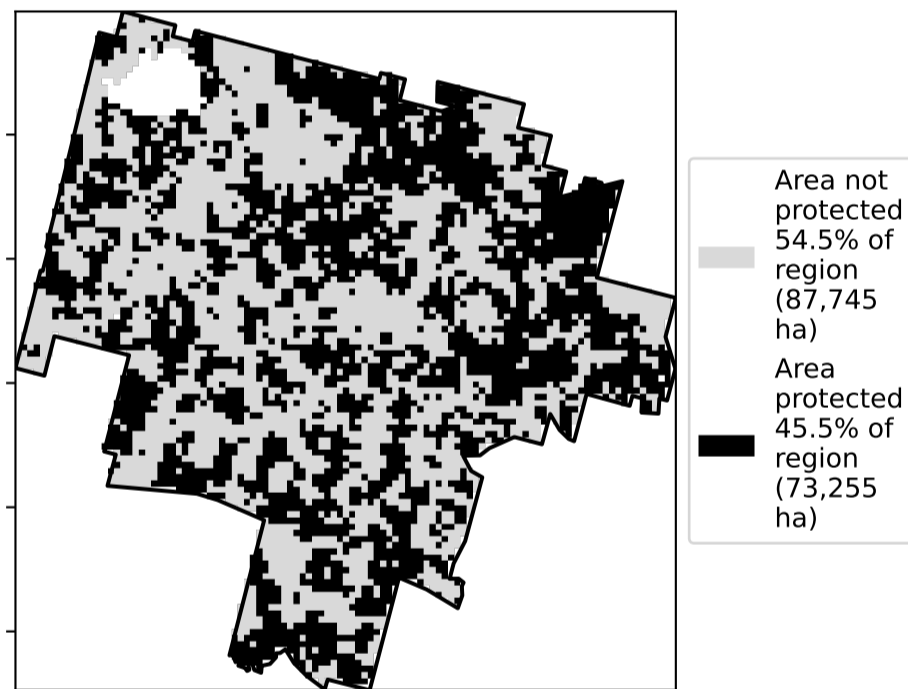 Area not
protected
54.5% of
region
(87,745
ha)
Area
protected
45.5% of
region
(73,255
ha)